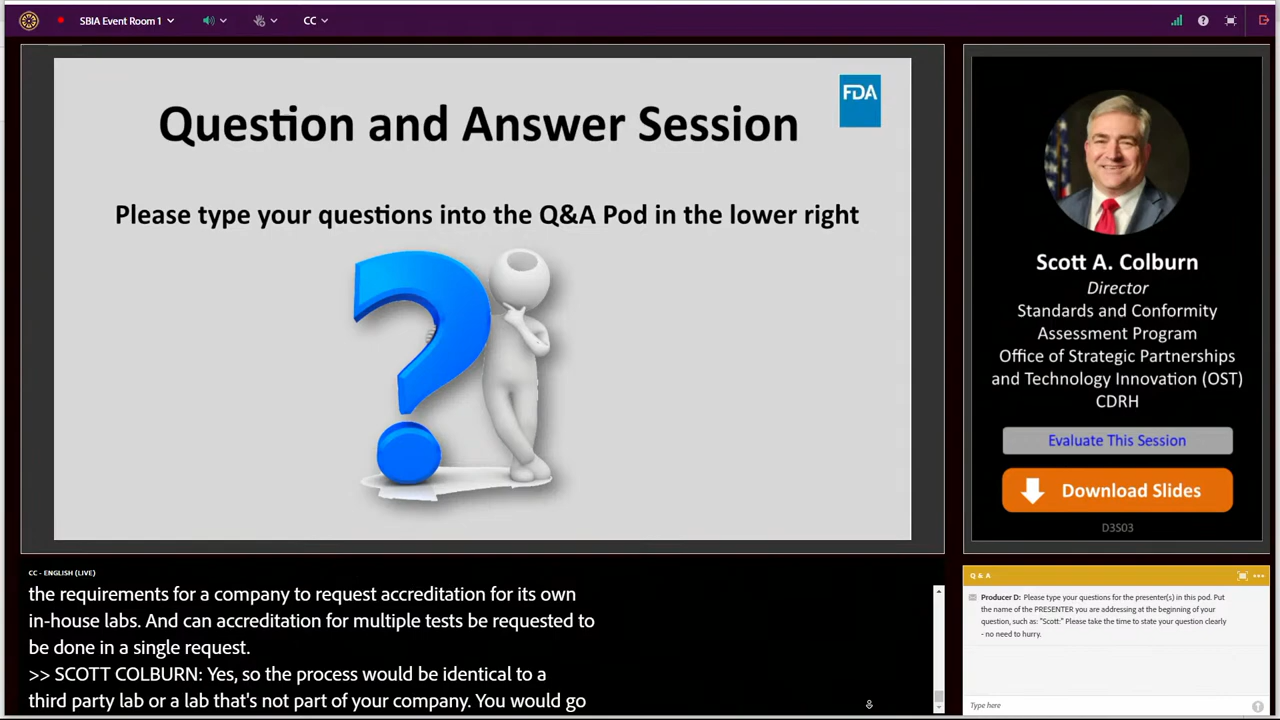 SBIA Event Room 1
CC
Question and Answer Session
FDA
Please type your questions into the Q&A Pod in the lower right
Scott A. Colburn
Director
Standards and Conformity
Assessment Program
Office of Strategic Partnerships
and Technology Innovation (OST)
CDRH
Evaluate This Session
Download Slides
D3S03
CC - ENGLISH (LIVE)
the requirements for a company to request accreditation for its own
in-house labs. And can accreditation for multiple tests be requested to
be done in a single request.
>> SCOTT COLBURN: Yes, so the process would be identical to a
third party lab or a lab that's not part of your company. You would go
Q & A
Producer D: Please type your questions for the presenter(s) in this pod. Put
the name of the PRESENTER you are addressing at the beginning of your
question, such as: "Scott:" Please take the time to state your question clearly
- no need to hurry.
Type here